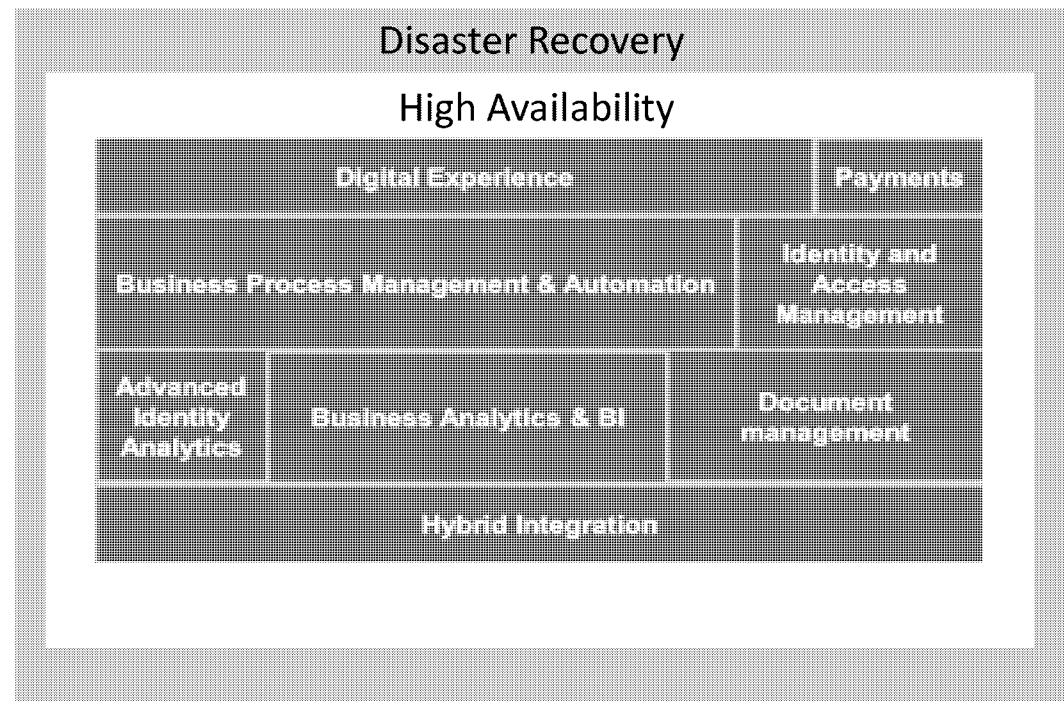 Disaster Recovery
High Availability
Digital Experience
Payments
Business Process Management & Automation
Identity and
Access
Management
Advanced
Identity
Analytics
Business Analytics & BI
Document
management
Hybrid Integration